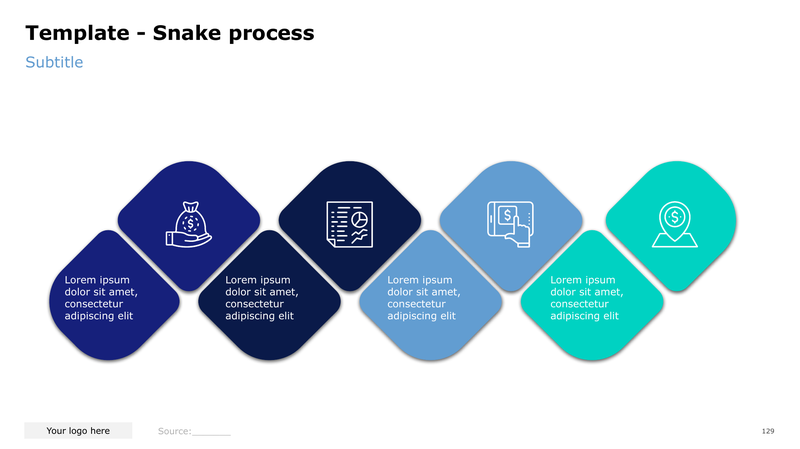 Template - Snake process
Subtitle
$
$
$
$
Lorem ipsum
dolor sit amet,
consectetur
adipiscing elit
Lorem ipsum
dolor sit amet,
consectetur
adipiscing elit
Lorem ipsum
dolor sit amet,
consectetur
adipiscing elit
Lorem ipsum
dolor sit amet,
consectetur
adipiscing elit
Your logo here
Source:_______
129